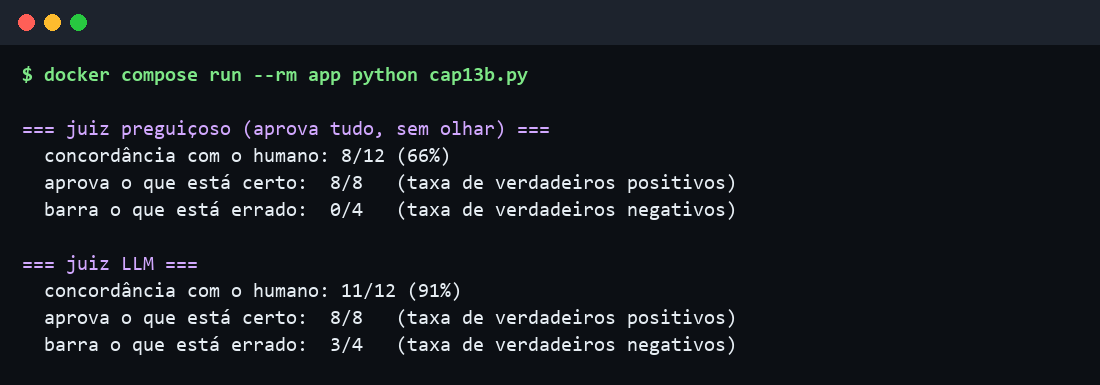 $ docker compose run --rm app python cap13b.py
=== juiz preguiçoso (aprova tudo, sem olhar) ===
concordância com o humano: 8/12 (66%)
aprova o que está certo:  8/8   (taxa de verdadeiros positivos)
barra o que está errado:  0/4   (taxa de verdadeiros negativos)
=== juiz LLM ===
concordância com o humano: 11/12 (91%)
aprova o que está certo:  8/8   (taxa de verdadeiros positivos)
barra o que está errado:  3/4   (taxa de verdadeiros negativos)